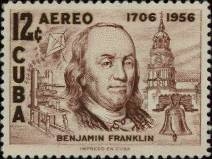 12¢ AEREO 1706 1956
CUBA
BENJAMIN FRANKLIN
IMPRESO EN CUBA